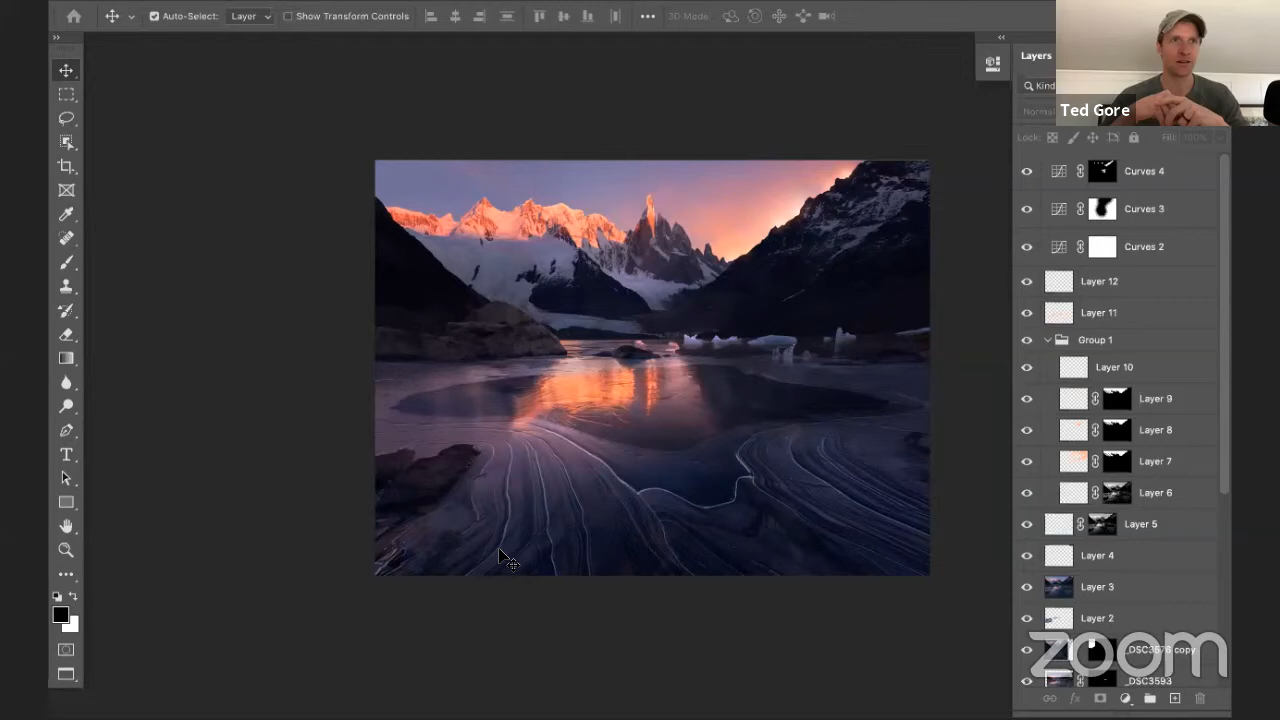 Auto-Select:
Layer
Show Transform Controls
3D Mode:
Layers
Ted Gore
Kind
Normal
Lock:
Fill:
100%
Curves 4
Curves 3
Curves 2
Layer 12
Layer 11
Group 1
Layer 10
Layer 9
Layer 8
Layer 7
Layer 6
Layer 5
Layer 4
Layer 3
Layer 2
_DSC3576 copy
_DSC3593
zoom